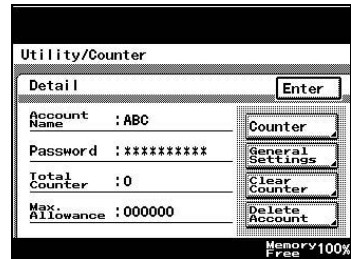 Utility/Counter
Detail
Enter
Account Name :ABC
Counter
Password :**********
General Settings
Total Counter :0
Clear Counter
Max. Allowance :000000
Delete Account
Memory Free 100%